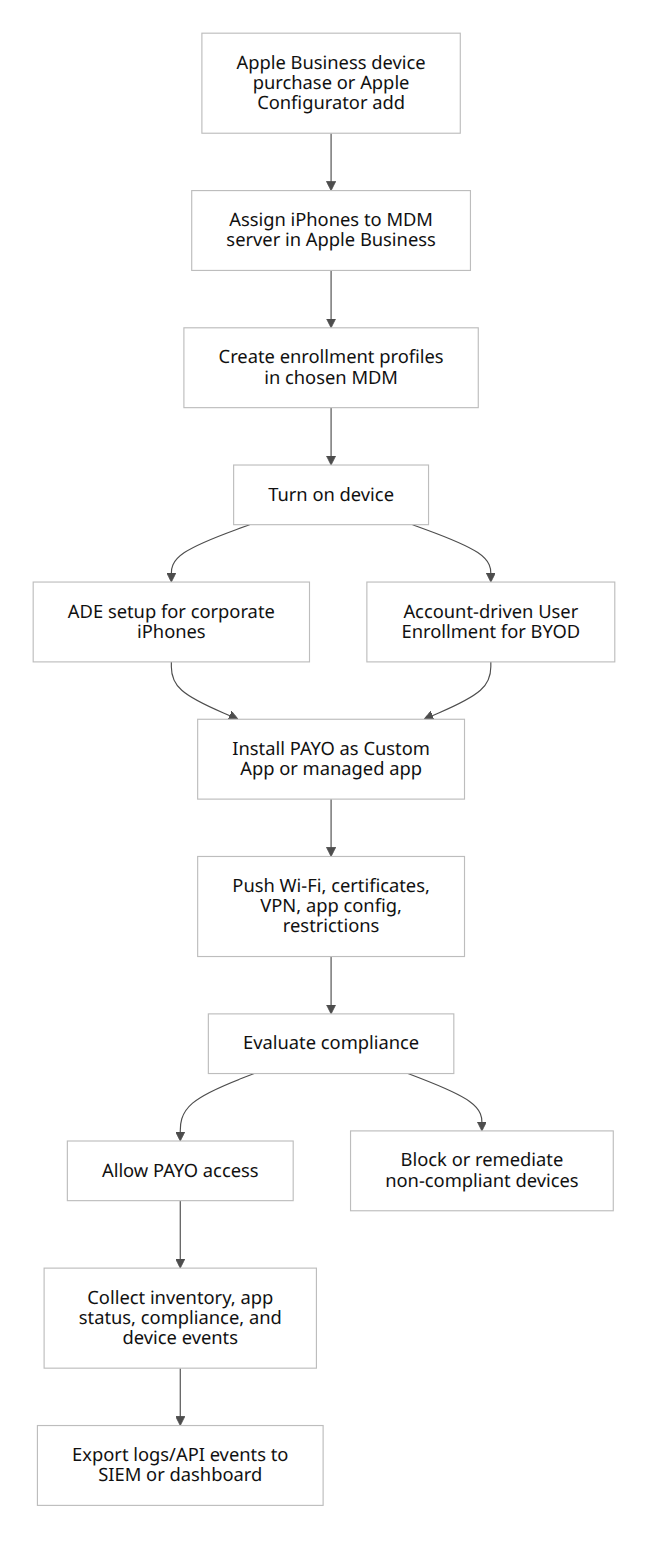 Apple Business device
purchase or Apple
Configurator add
Assign iPhones to MDM
server in Apple Business
Create enrollment profiles
in chosen MDM
Turn on device
ADE setup for corporate
iPhones
Account-driven User
Enrollment for BYOD
Install PAYO as Custom
App or managed app
Push Wi-Fi, certificates,
VPN, app config,
restrictions
Evaluate compliance
Allow PAYO access
Block or remediate
non-compliant devices
Collect inventory, app
status, compliance, and
device events
Export logs/API events to
SIEM or dashboard